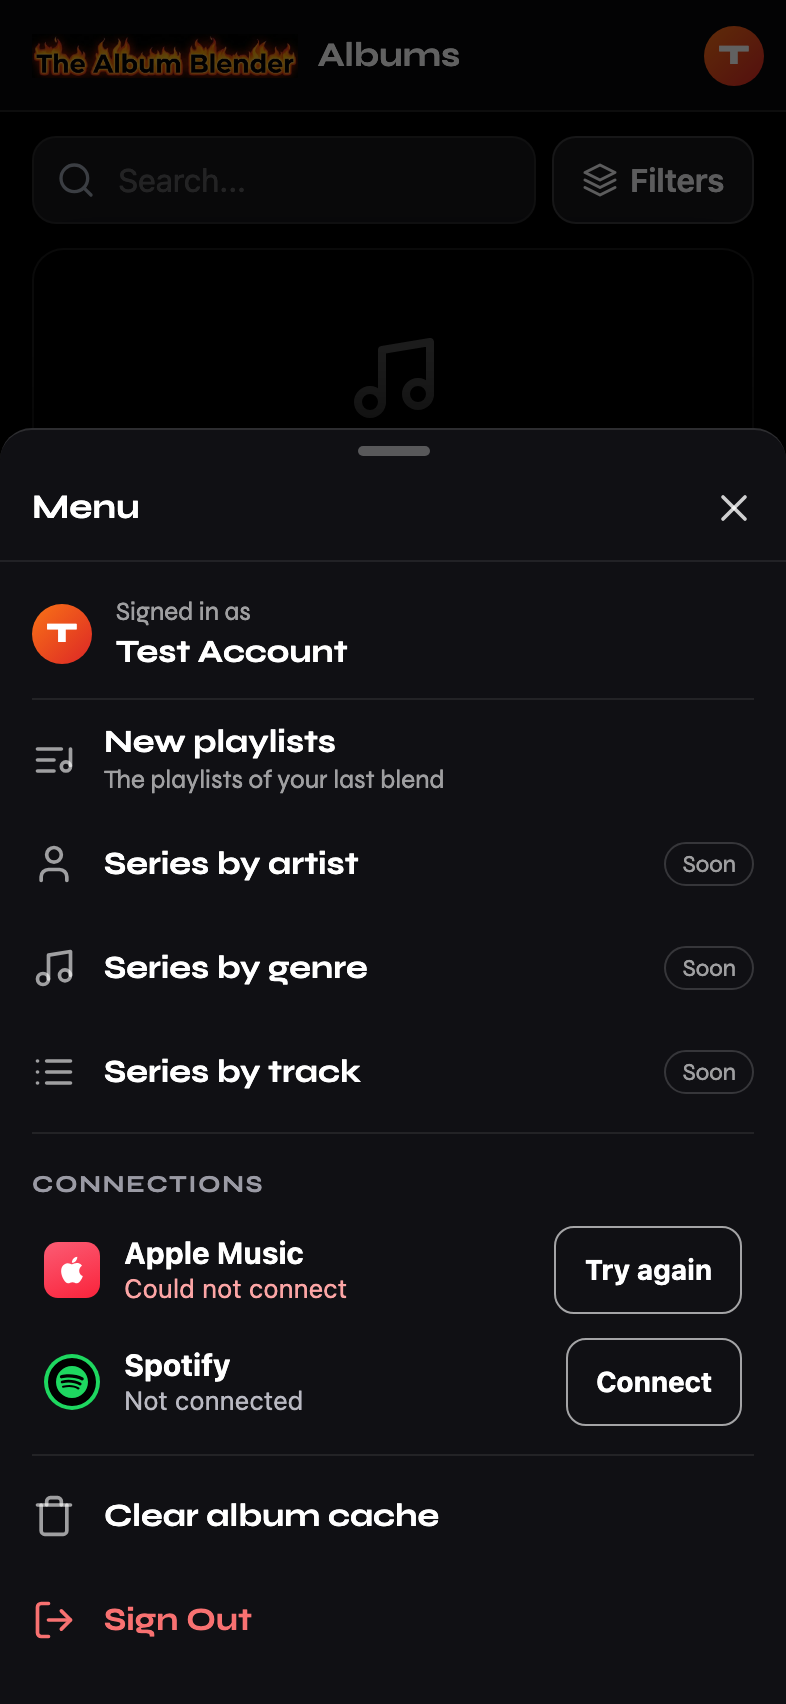 The Album Blender
Albums
T
Search...
Filters
Menu
T
Signed in as
Test Account
New playlists
The playlists of your last blend
Series by artist
Soon
Series by genre
Soon
Series by track
Soon
CONNECTIONS
Apple Music
Could not connect
Try again
Spotify
Not connected
Connect
Clear album cache
Sign Out